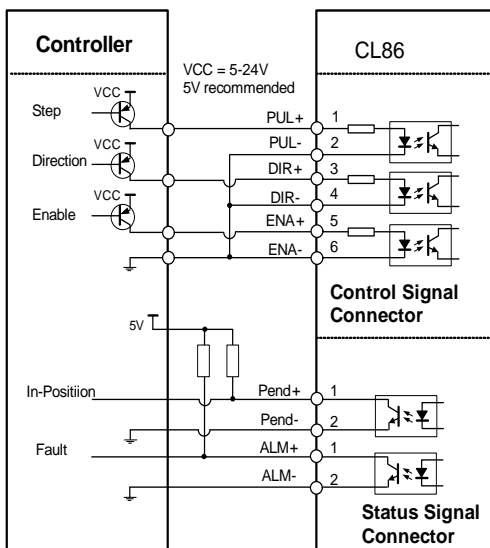 Controller
CL86
VCC = 5-24V
5V recommended
VCC
Step
PUL+ 1
PUL- 2
VCC
Direction
DIR+ 3
DIR- 4
VCC
Enable
ENA+ 5
ENA- 6
Control Signal
Connector
5V
In-Positiion
Pend+ 1
Pend- 2
Fault
ALM+ 1
ALM- 2
Status Signal
Connector